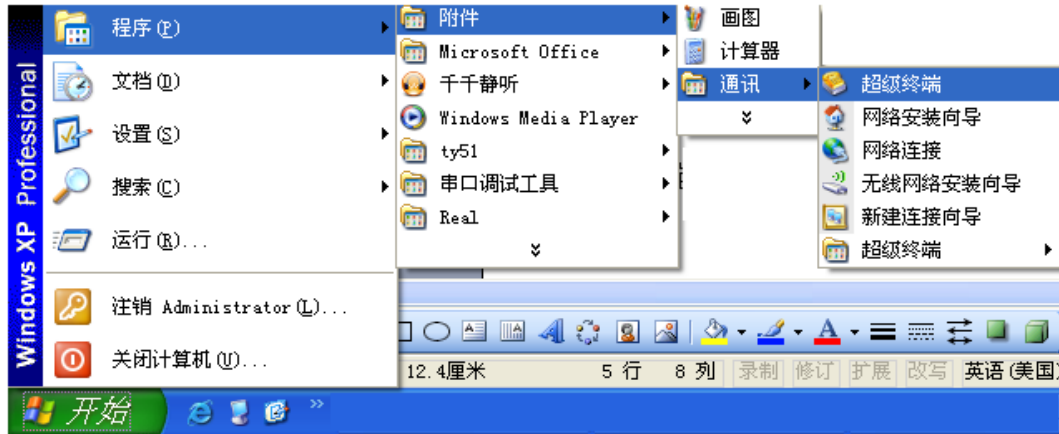 Windows XP Professional
程序(P)
文档(D)
设置(S)
搜索(C)
运行(R)...
注销 Administrator(L)...
关闭计算机(U)...
附件
Microsoft Office
千千静听
Windows Media Player
ty51
串口调试工具
Real
画图
计算器
通讯
超级终端
网络安装向导
网络连接
无线网络安装向导
新建连接向导
超级终端
12.4厘米 5 行 8 列 录制 修订 扩展 改写 英语(美国)
开始